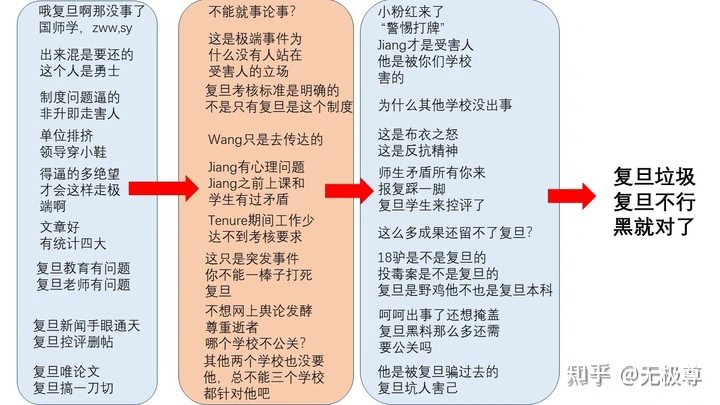 哦复旦啊那没事了
国师学，zww,sy
出来混是要还的
这个人是勇士
制度问题逼的
非升即走害人
单位排挤
领导穿小鞋
得逼的多绝望
才会这样走极
端啊
文章好
有统计四大
复旦教育有问题
复旦老师有问题
复旦新闻手眼通天
复旦控评删帖
复旦唯论文
复旦搞一刀切
不能就事论事？
这是极端事件为
什么没有人站在
受害人的立场
复旦考核标准是明确的
不是只有复旦是这个制度
Wang只是去传达的
Jiang有心理问题
Jiang之前上课和
学生有过矛盾
Tenure期间工作少
达不到考核要求
这只是突发事件
你不能一棒子打死
复旦
不想网上舆论发酵
尊重逝者
哪个学校不公关？
其他两个学校也没要
他，总不能三个学校
都针对他吧
小粉红来了
“警惕打牌”
Jiang才是受害人
他是被你们学校
害的
为什么其他学校没出事
这是布衣之怒
这是反抗精神
师生矛盾所有你来
报复踩一脚
复旦学生来控评了
这么多成果还留不了复旦？
18驴是不是复旦的
投毒案是不是复旦的
复旦是野鸡他不也是复旦本科
呵呵出事了还想掩盖
复旦黑料那么多还需
要公关吗
他是被复旦骗过去的
复旦坑人害己
复旦垃圾
复旦不行
黑就对了
知乎 @无极尊